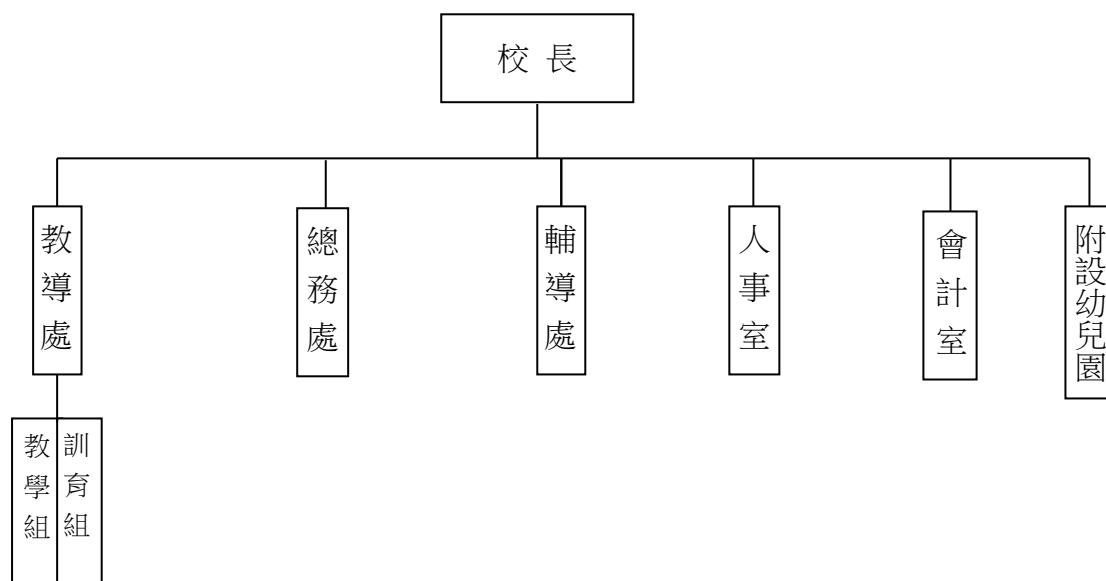 校長
教導處
總務處
輔導處
人事室
會計室
附設幼兒園
教學組
訓育組